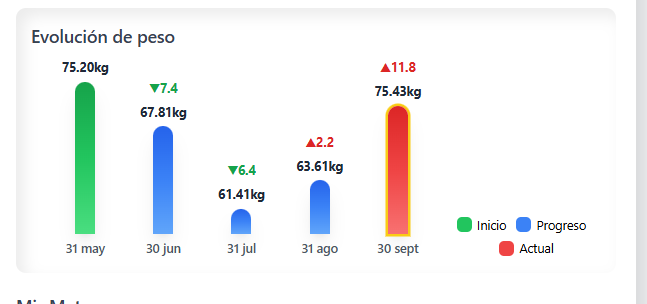 Evolución de peso
75.20kg
▼7.4
67.81kg
▼6.4
61.41kg
▲2.2
63.61kg
▲11.8
75.43kg
31 may
30 jun
31 jul
31 ago
30 sept
Inicio
Progreso
Actual